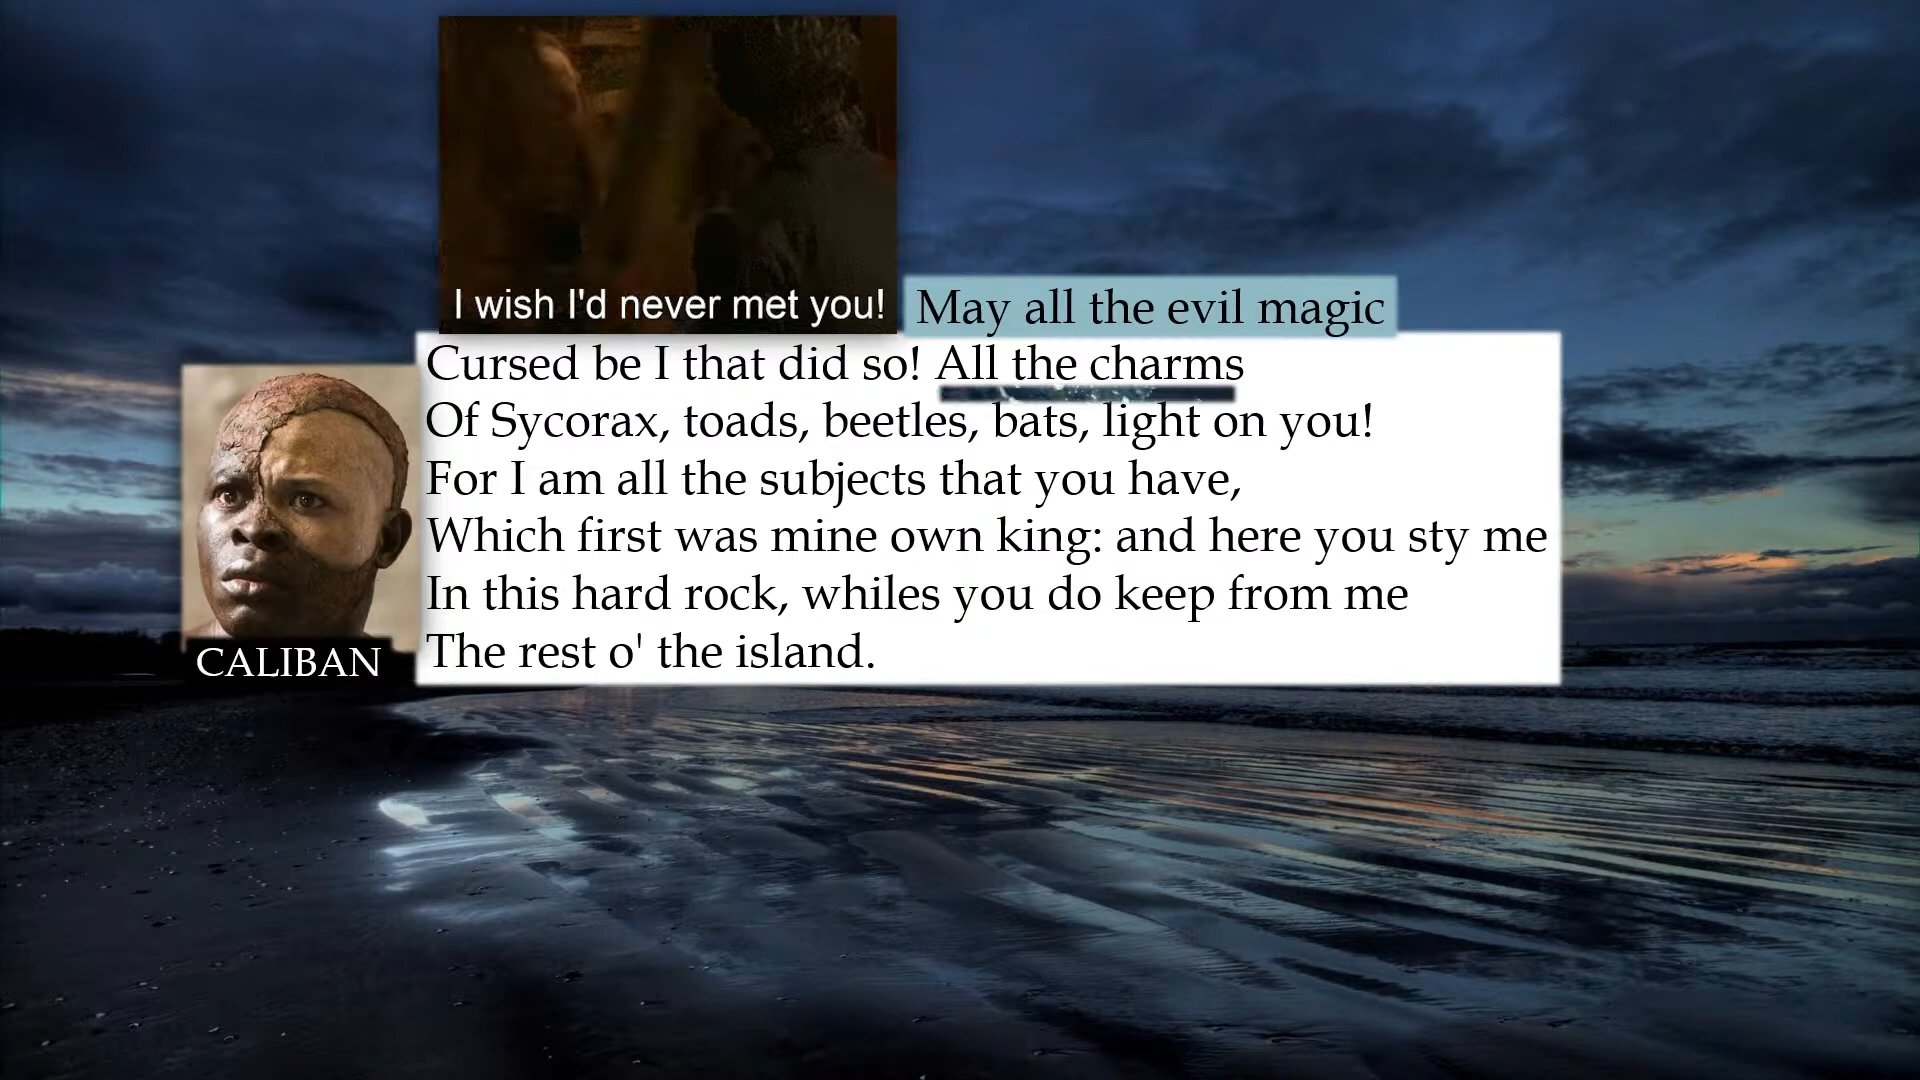 I wish I'd never met you!
May all the evil magic
Cursed be I that did so! All the charms
Of Sycorax, toads, beetles, bats, light on you!
For I am all the subjects that you have,
Which first was mine own king: and here you sty me
In this hard rock, whiles you do keep from me
The rest o' the island.
CALIBAN